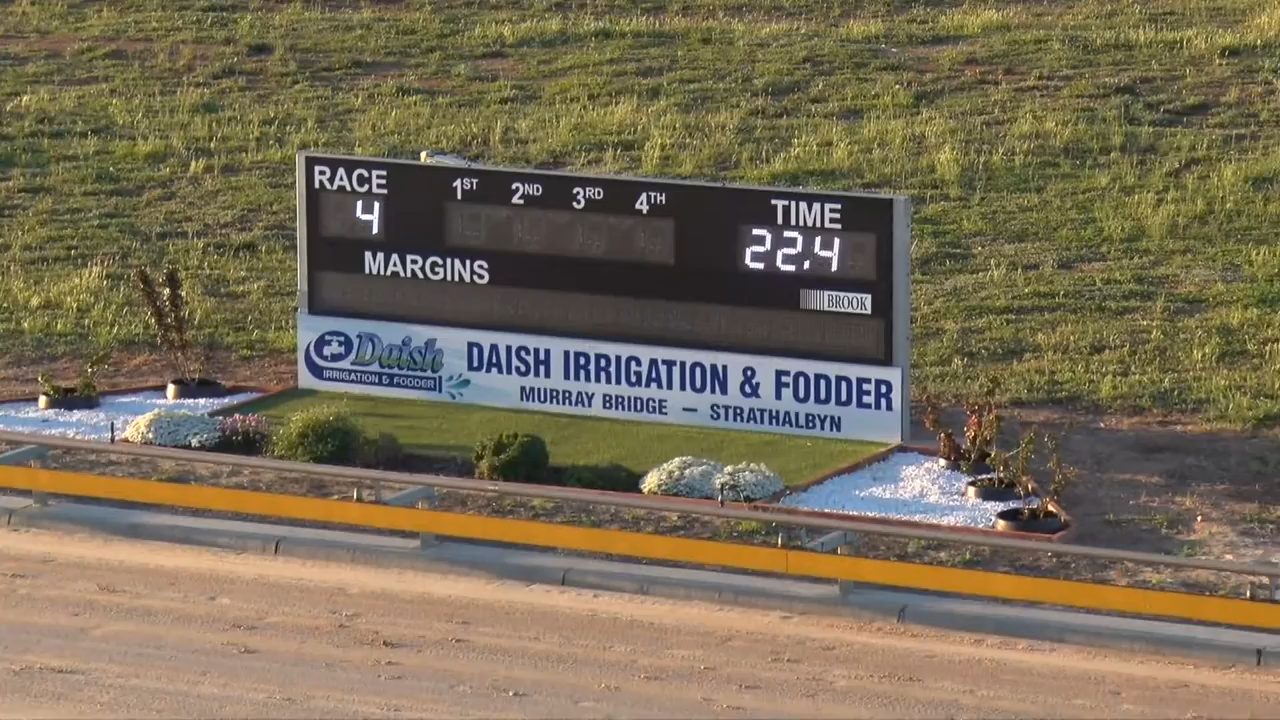 RACE 1ST 2ND 3RD 4TH TIME
4 22.4
MARGINS
BROOK
Daish
IRRIGATION & FODDER
DAISH IRRIGATION & FODDER
MURRAY BRIDGE – STRATHALBYN